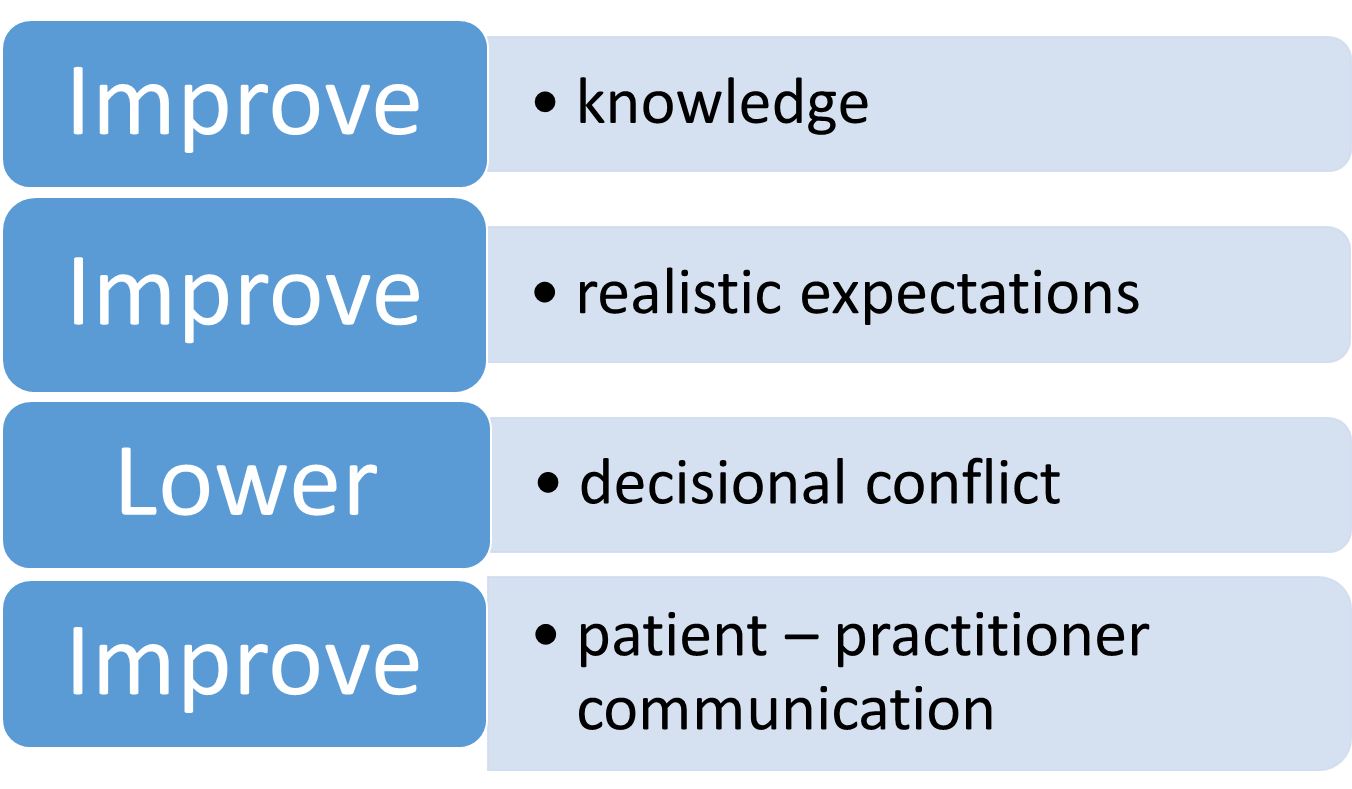 Improve
• knowledge
Improve
• realistic expectations
Lower
• decisional conflict
Improve
• patient – practitioner
communication